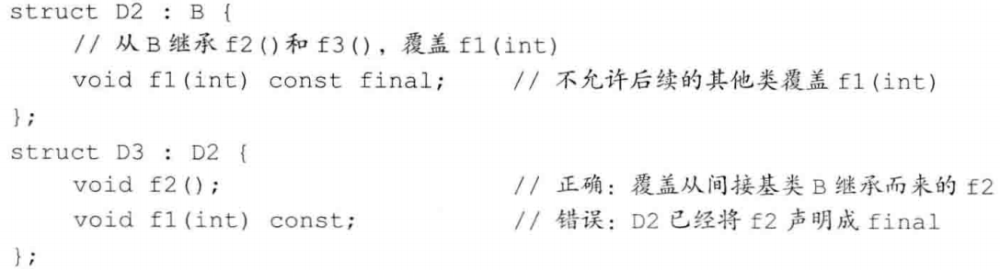 struct D2 : B {
    // 从B继承f2()和f3()，覆盖f1(int)
    void f1(int) const final;    // 不允许后续的其他类覆盖f1(int)
};
struct D3 : D2 {
    void f2();    // 正确：覆盖从间接基类B继承而来的f2
    void f1(int) const;    // 错误：D2已经将f2声明成final
};